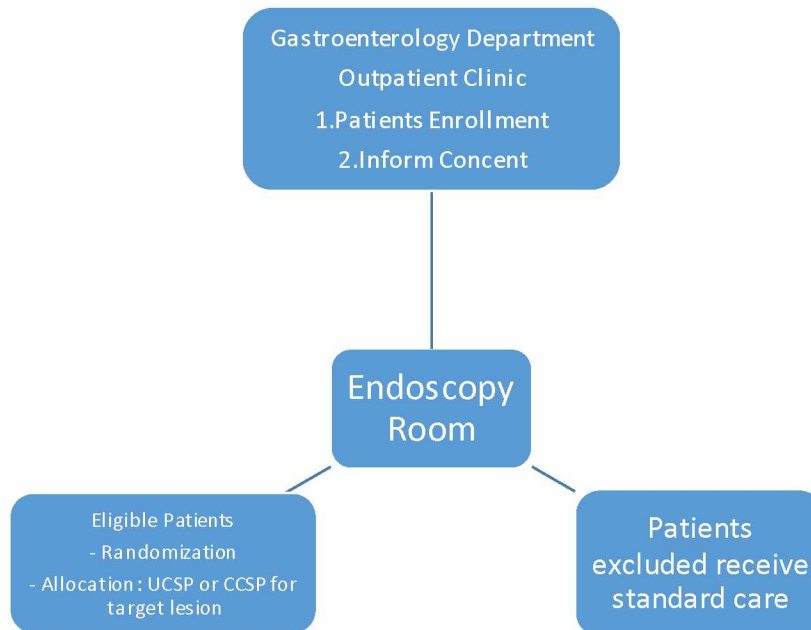 Gastroenterology Department
Outpatient Clinic
1.Patients Enrollment
2.Inform Concent
Endoscopy
Room
Eligible Patients
- Randomization
- Allocation : UCSP or CCSP for
target lesion
Patients
excluded receive
standard care